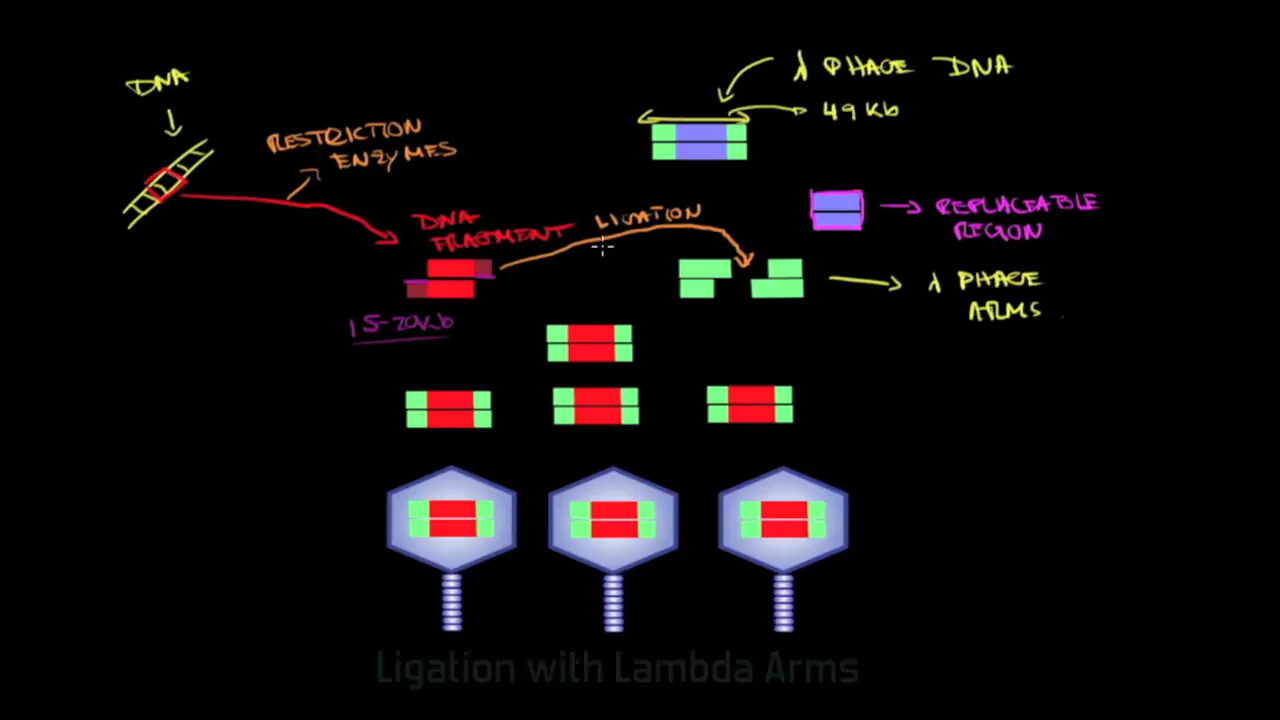 DNA
λ PHAGE DNA
49 Kb
RESTRICTION
ENZYMES
REPLACEABLE
REGION
DNA
FRAGMENT
LIGATION
λ PHAGE
ARMS
15-20Kb
Ligation with Lambda Arms